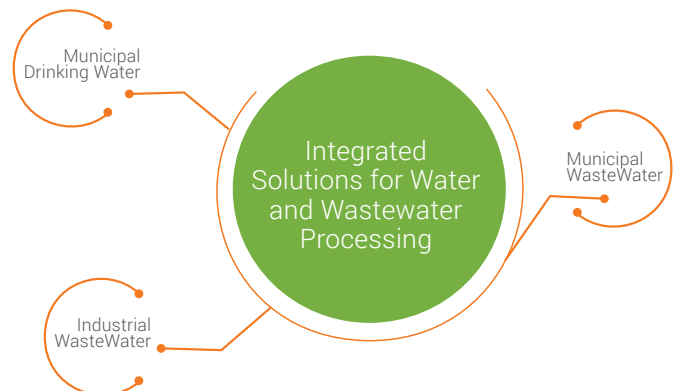 Municipal
Drinking Water
Integrated
Solutions for Water
and Wastewater
Processing
Municipal
WasteWater
Industrial
WasteWater